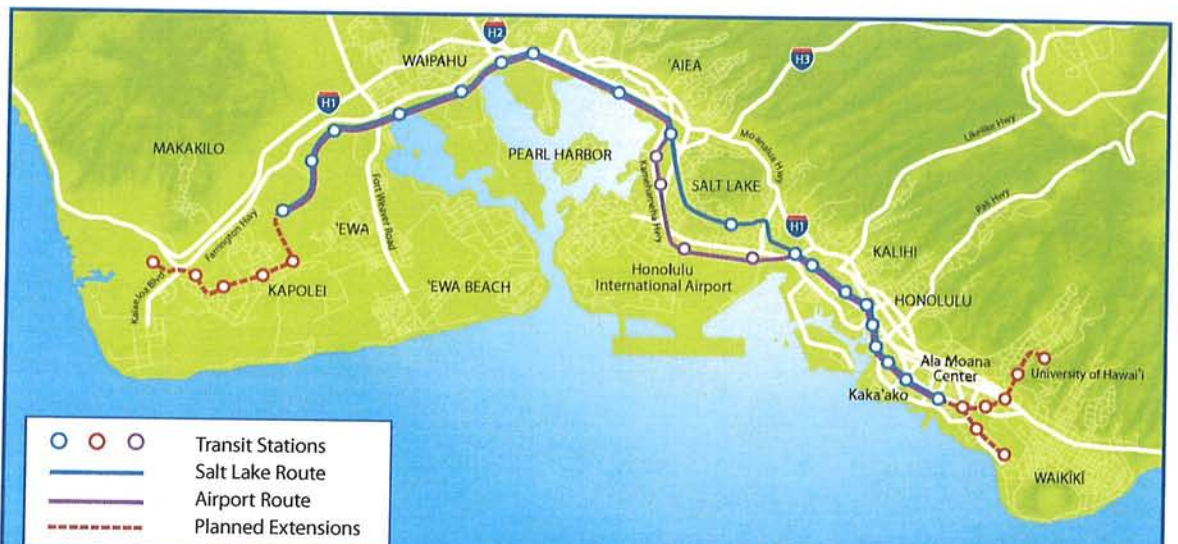 H2
WAIPAHU
'AIEA
H3
H1
Moanalua Hwy
Likelike Hwy
MAKAKILO
PEARL HARBOR
Kamehameha Hwy
SALT LAKE
Pali Hwy
Fort Weaver Road
Farrington Hwy
'EWA
H1
KALIHI
Honolulu
International Airport
Kalaeloa Blvd
KAPOLEI
'EWA BEACH
HONOLULU
Ala Moana
Center
University of Hawai'i
Kaka'ako
WAIKĪKĪ
Transit Stations
Salt Lake Route
Airport Route
Planned Extensions